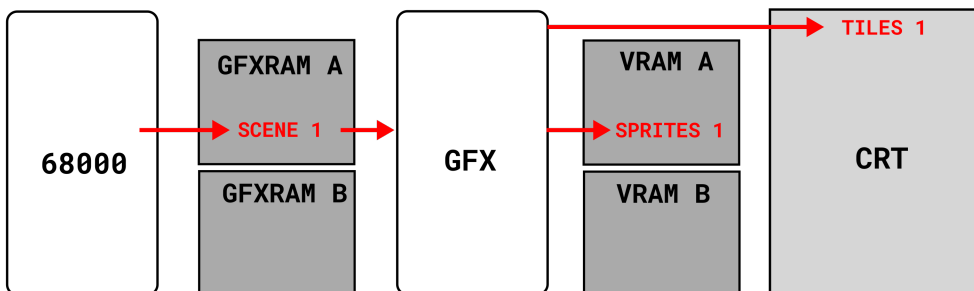 68000
GFXRAM A
SCENE 1
GFXRAM B
GFX
VRAM A
SPRITES 1
VRAM B
TILES 1
CRT